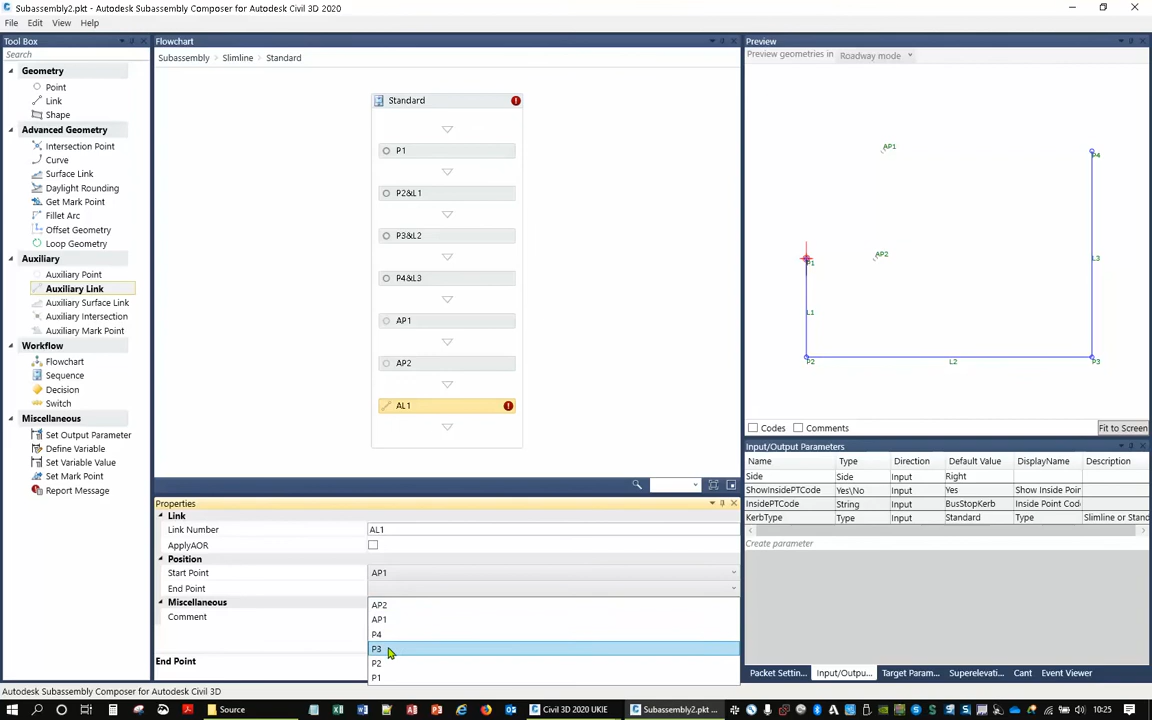 Subassembly2.pkt - Autodesk Subassembly Composer for Autodesk Civil 3D 2020
File Edit View Help
Tool Box
Search
Geometry
Point
Link
Shape
Advanced Geometry
Intersection Point
Curve
Surface Link
Daylight Rounding
Get Mark Point
Fillet Arc
Offset Geometry
Loop Geometry
Auxiliary
Auxiliary Point
Auxiliary Link
Auxiliary Surface Link
Auxiliary Intersection
Auxiliary Mark Point
Workflow
Flowchart
Sequence
Decision
Switch
Miscellaneous
Set Output Parameter
Define Variable
Set Variable Value
Set Mark Point
Report Message
Flowchart
Subassembly Slimline Standard
Standard
P1
P2&L1
P3&L2
P4&L3
AP1
AP2
AL1
Properties
Link
Link Number AL1
ApplyAOR
Position
Start Point AP1
End Point
Miscellaneous
Comment
AP2
AP1
P4
P3
P2
P1
End Point
Preview
Preview geometries in Roadway mode
AP1
P4
AP2
P1
L3
L1
P2
L2
P3
Codes Comments Fit to Screen
Input/Output Parameters
Name Type Direction Default Value DisplayName Description
Side Side Input Right
ShowInsidePTCode Yes\No Input Yes Show Inside Poin
InsidePTCode String Input BusStopKerb Inside Point Cod
KerbType Type Input Standard Type Slimline or Stan
Create parameter
Packet Settin... Input/Outpu... Target Param... Superelevati... Cant Event Viewer
Autodesk Subassembly Composer for Autodesk Civil 3D
Source
Civil 3D 2020 UKIE
Subassembly2.pkt ...
10:25